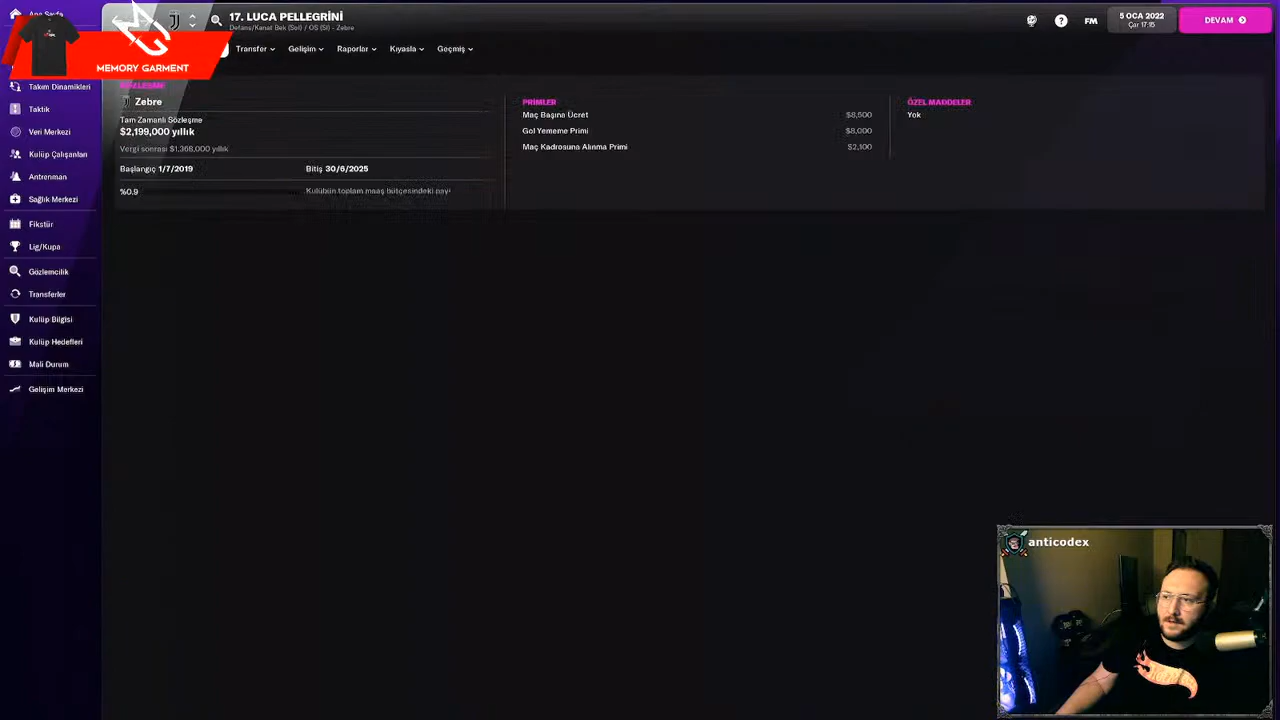 Ana Sayfa
17. LUCA PELLEGRİNİ
Defans/Kanat Bek (Sol) / OS (Sl) - Zebre
FM
5 OCA 2022
Çar 17:15
DEVAM
MEMORY GARMENT
Transfer
Gelişim
Raporlar
Kıyasla
Geçmiş
Takım Dinamikleri
Taktik
Veri Merkezi
Kulüp Çalışanları
Antrenman
Sağlık Merkezi
Fikstür
Lig/Kupa
Gözlemcilik
Transferler
Kulüp Bilgisi
Kulüp Hedefleri
Mali Durum
Gelişim Merkezi
Zebre
Tam Zamanlı Sözleşme
$2,199,000 yıllık
Vergi sonrası $1,368,000 yıllık
Başlangıç 1/7/2019
Bitiş 30/6/2025
%0.9
Kulübün toplam maaş bütçesindeki payı
PRİMLER
Maç Başına Ücret $8,500
Gol Yememe Primi $8,000
Maç Kadrosuna Alınma Primi $2,100
ÖZEL MADDELER
Yok
anticodex